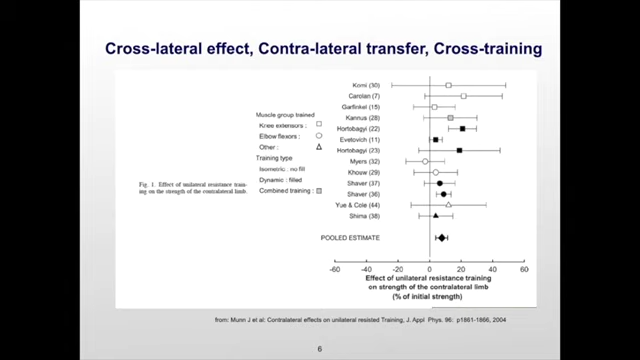 Cross-lateral effect, Contra-lateral transfer, Cross-training
Muscle group trained
Knee extensors :
Elbow flexors :
Other :
Training type
Isometric : no fill
Dynamic : filled
Combined training :
Fig. 1. Effect of unilateral resistance train-
ing on the strength of the contralateral limb.
Komi (30)
Carolan (7)
Garfinkel (15)
Kannus (28)
Hortobagyi (22)
Evetovich (11)
Hortobagyi (23)
Myers (32)
Khouw (29)
Shaver (37)
Shaver (36)
Yue & Cole (44)
Shima (38)
POOLED ESTIMATE
-60 -40 -20 0 20 40 60
Effect of unilateral resistance training
on strength of the contralateral limb
(% of initial strength)
from: Munn J et al: Contralateral effects on unilateral resisted Training, J. Appl Phys. 96: p1861-1866, 2004
6